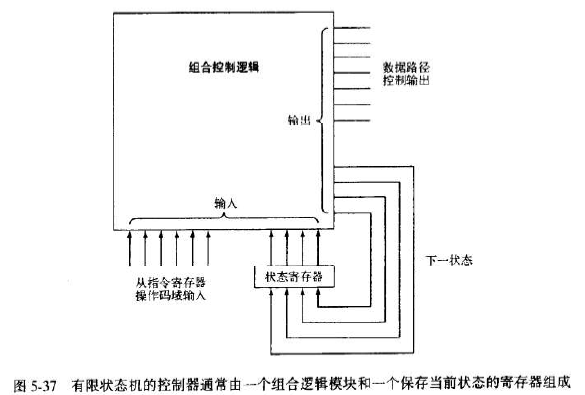 组合控制逻辑
数据路径
控制输出
输出
输入
从指令寄存器
操作码域输入
状态寄存器
下一状态
图 5-37 有限状态机的控制器通常由一个组合逻辑模块和一个保存当前状态的寄存器组成